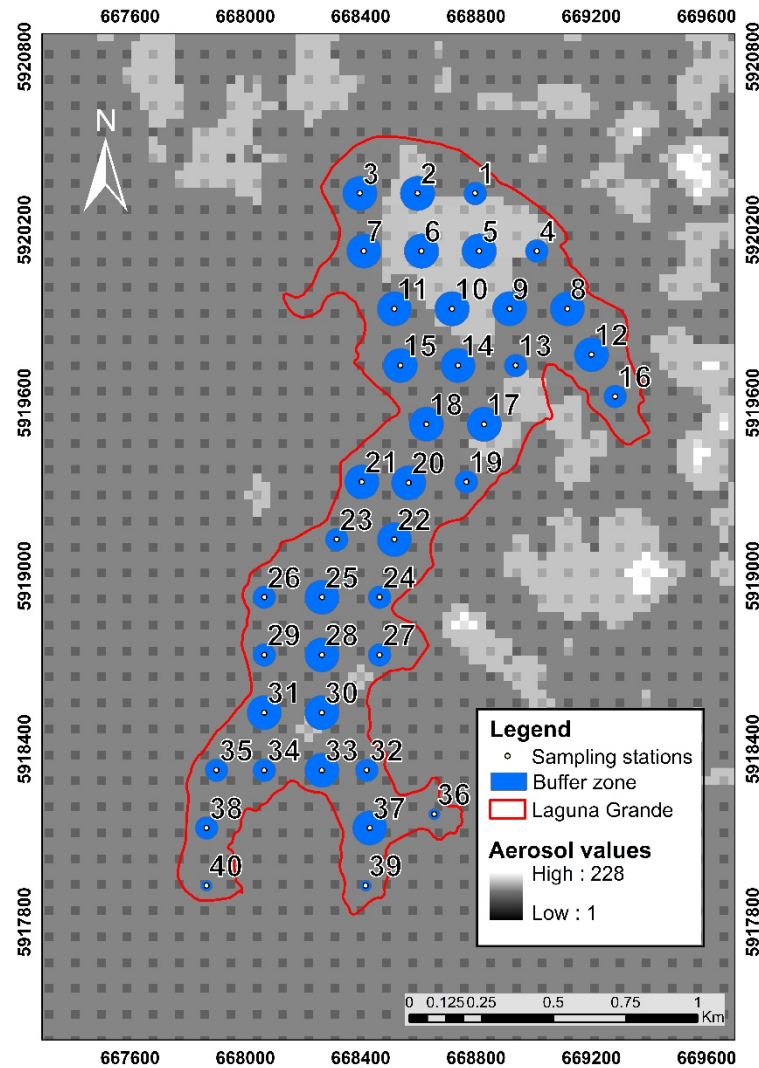 667600 668000 668400 668800 669200 669600
5920800
5920800
N
3 2 1
5920200
5920200
7 6 5 4
11 10 9 8
15 14 13 12
16
5919600
5919600
18 17
21 20 19
23 22
5919000
5919000
26 25 24
29 28 27
31 30
5918400
5918400
35 34 33 32
36
38 37
40 39
5917800
5917800
Legend
Sampling stations
Buffer zone
Laguna Grande
Aerosol values
High : 228
Low : 1
0 0.125 0.25 0.5 0.75 1
Km
667600 668000 668400 668800 669200 669600